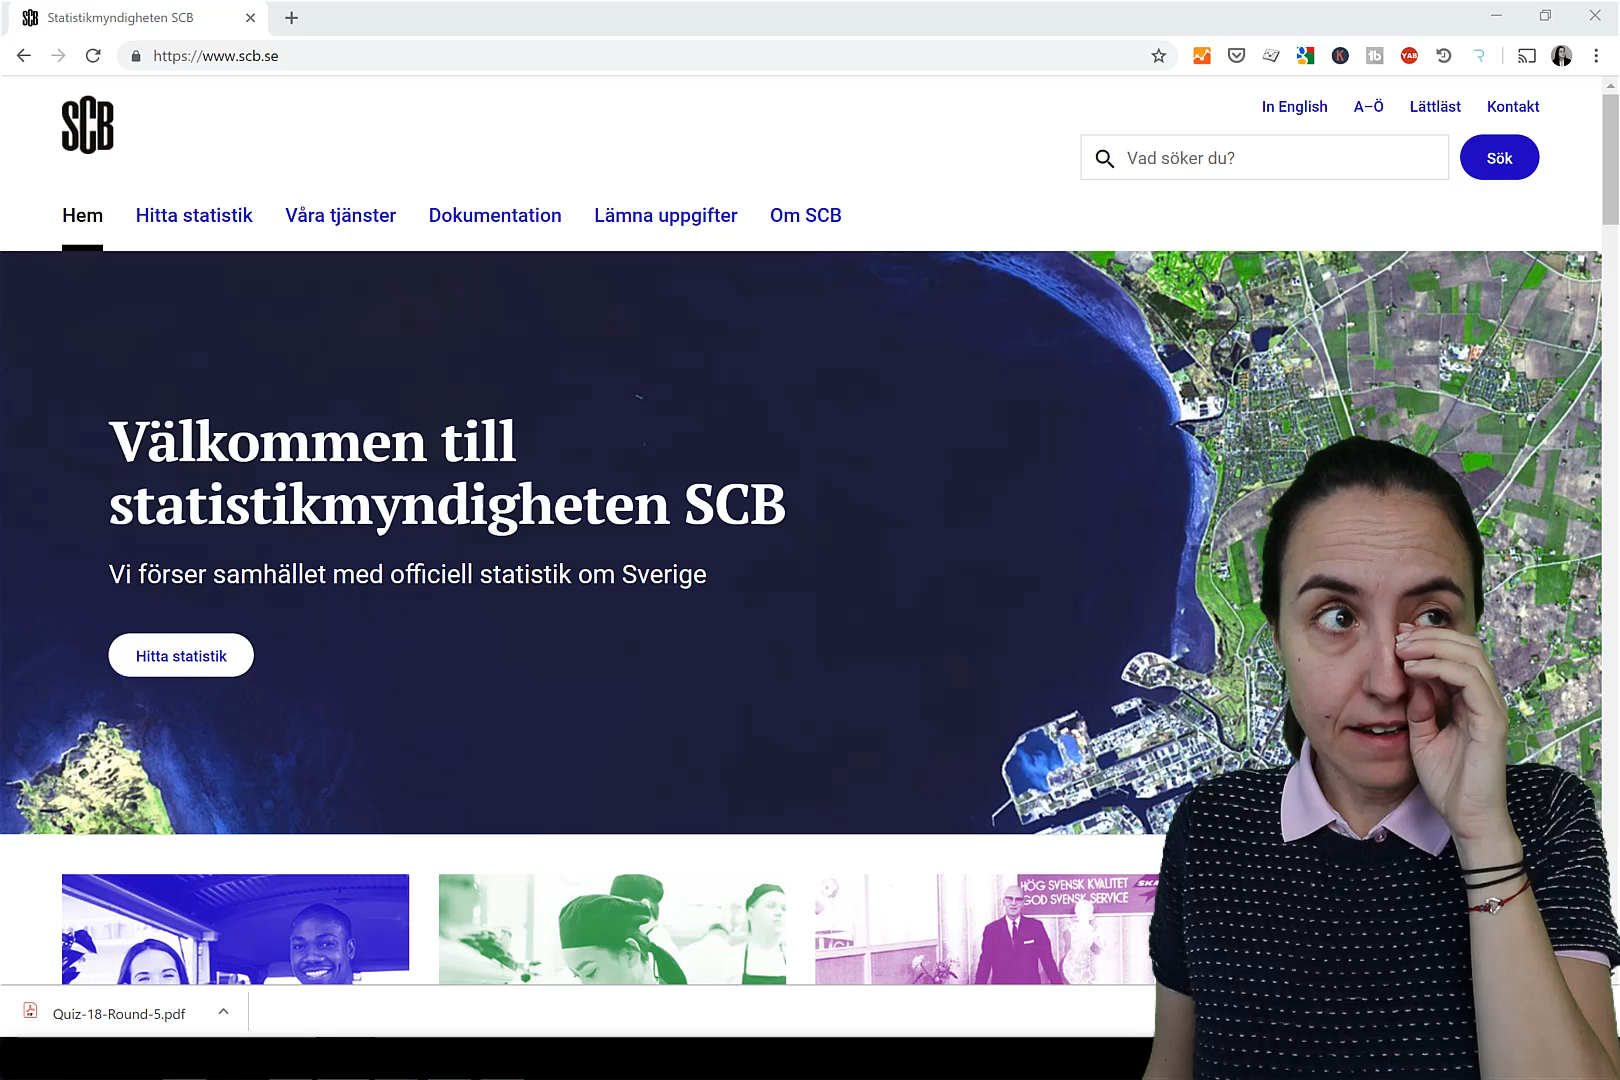 SCB Statistikmyndigheten SCB
https://www.scb.se
YAB
SCB
In English A–Ö Lättläst Kontakt
Vad söker du? Sök
Hem Hitta statistik Våra tjänster Dokumentation Lämna uppgifter Om SCB
Välkommen till
statistikmyndigheten SCB
Vi förser samhället med officiell statistik om Sverige
Hitta statistik
HÖG SVENSK KVALITET
GOD SVENSK SERVICE
Quiz-18-Round-5.pdf